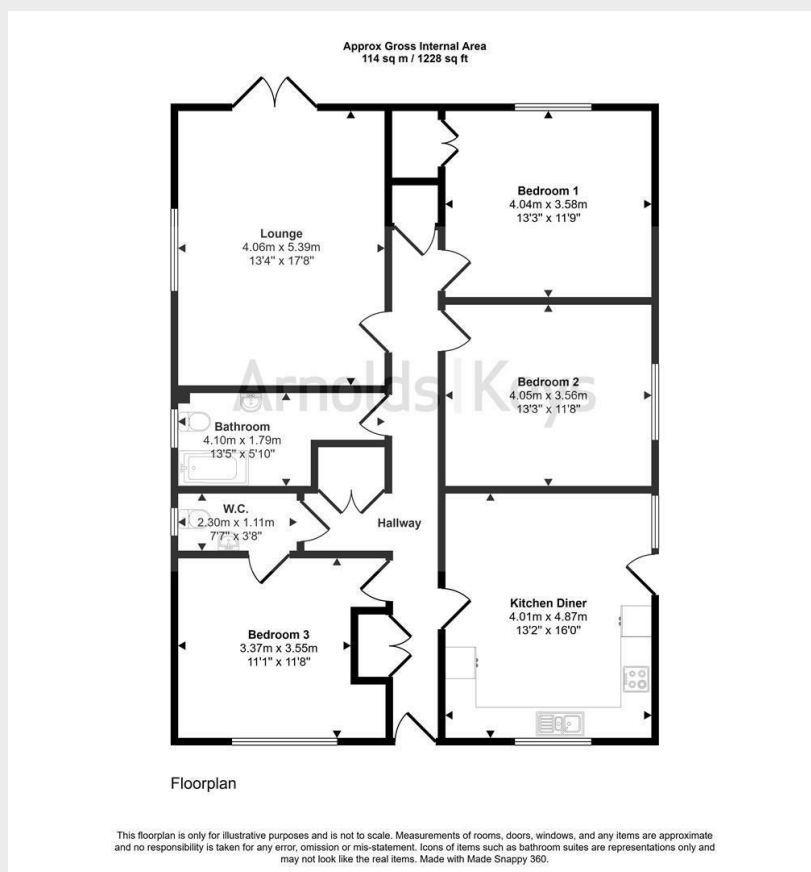 Approx Gross Internal Area
114 sq m / 1228 sq ft
Bedroom 1
4.04m x 3.58m
13'3" x 11'9"
Lounge
4.06m x 5.39m
13'4" x 17'8"
Arnolds | Keys
Bedroom 2
4.05m x 3.56m
13'3" x 11'8"
Bathroom
4.10m x 1.79m
13'5" x 5'10"
W.C.
2.30m x 1.11m
7'7" x 3'8"
Hallway
Kitchen Diner
4.01m x 4.87m
13'2" x 16'0"
Bedroom 3
3.37m x 3.55m
11'1" x 11'8"
Floorplan
This floorplan is only for illustrative purposes and is not to scale. Measurements of rooms, doors, windows, and any items are approximate
and no responsibility is taken for any error, omission or mis-statement. Icons of items such as bathroom suites are representations only and
may not look like the real items. Made with Made Snappy 360.